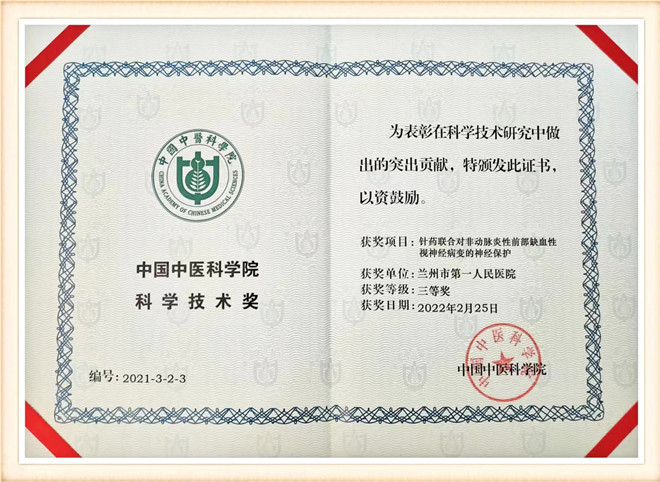 中國中醫科學院
CHINA ACADEMY OF CHINESE MEDICAL SCIENCES
中国中医科学院
科学技术奖
编号:2021-3-2-3
为表彰在科学技术研究中做
出的突出贡献，特颁发此证书，
以资鼓励。
获奖项目:针药联合对非动脉炎性前部缺血性
视神经病变的神经保护
获奖单位:兰州市第一人民医院
获奖等级:三等奖
获奖日期:2022年2月25日
中国中医科学院
中国中医科学院